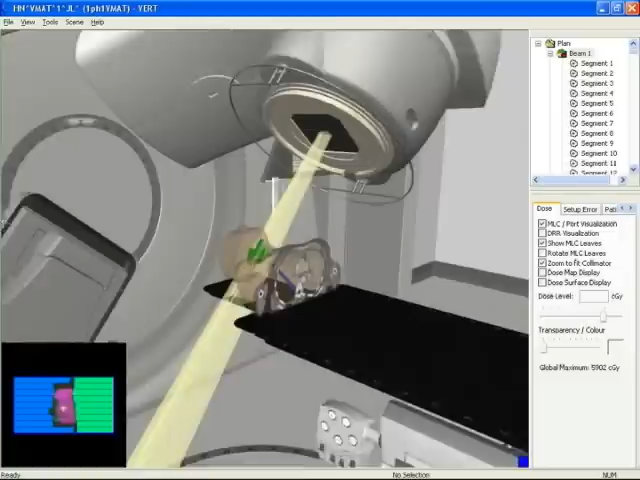 HN^VMAT^1^JL^ (1ph1VMAT) - VERT
File View Tools Scene Help
Plan
Beam 1
Segment 1
Segment 2
Segment 3
Segment 4
Segment 5
Segment 6
Segment 7
Segment 8
Segment 9
Segment 10
Segment 11
Segment 12
Dose Setup Error Pati
MLC / Port Visualization
DRR Visualization
Show MLC Leaves
Rotate MLC Leaves
Zoom to fit Collimator
Dose Map Display
Dose Surface Display
Dose Level: cGy
Transparency / Colour
Global Maximum: 5902 cGy
Ready No Selection NUM